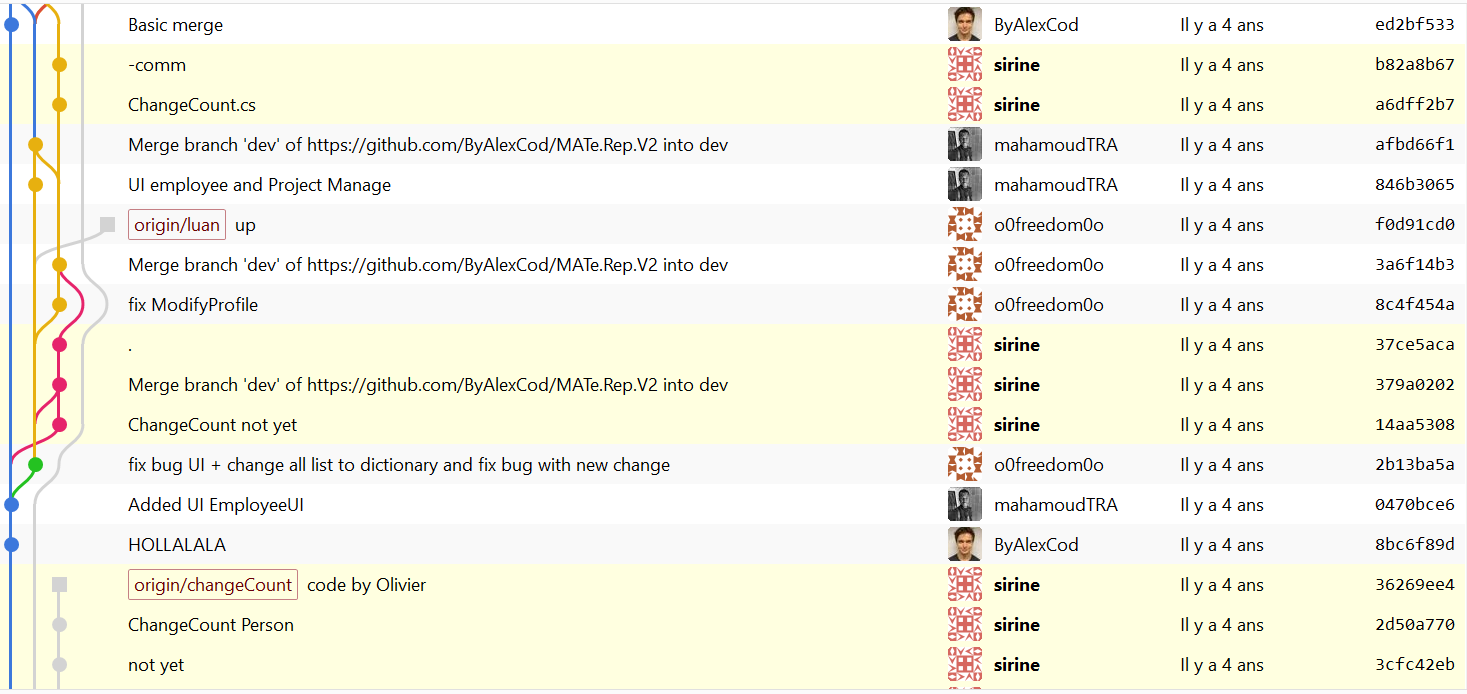 Basic merge ByAlexCod Il y a 4 ans ed2bf533
-comm sirine Il y a 4 ans b82a8b67
ChangeCount.cs sirine Il y a 4 ans a6dff2b7
Merge branch 'dev' of https://github.com/ByAlexCod/MATe.Rep.V2 into dev mahamoudTRA Il y a 4 ans afbd66f1
UI employee and Project Manage mahamoudTRA Il y a 4 ans 846b3065
origin/luan up o0freedom0o Il y a 4 ans f0d91cd0
Merge branch 'dev' of https://github.com/ByAlexCod/MATe.Rep.V2 into dev o0freedom0o Il y a 4 ans 3a6f14b3
fix ModifyProfile o0freedom0o Il y a 4 ans 8c4f454a
. sirine Il y a 4 ans 37ce5aca
Merge branch 'dev' of https://github.com/ByAlexCod/MATe.Rep.V2 into dev sirine Il y a 4 ans 379a0202
ChangeCount not yet sirine Il y a 4 ans 14aa5308
fix bug UI + change all list to dictionary and fix bug with new change o0freedom0o Il y a 4 ans 2b13ba5a
Added UI EmployeeUI mahamoudTRA Il y a 4 ans 0470bce6
HOLLALALA ByAlexCod Il y a 4 ans 8bc6f89d
origin/changeCount code by Olivier sirine Il y a 4 ans 36269ee4
ChangeCount Person sirine Il y a 4 ans 2d50a770
not yet sirine Il y a 4 ans 3cfc42eb